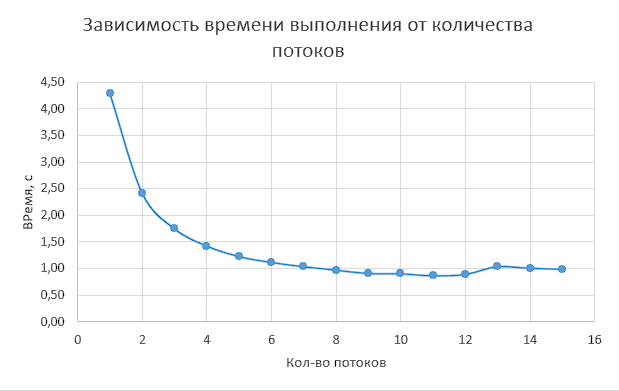 Зависимость времени выполнения от количества
потоков
4,50
4,00
3,50
3,00
2,50
2,00
1,50
1,00
0,50
0,00
ВРемя, с
0 2 4 6 8 10 12 14 16
Кол-во потоков